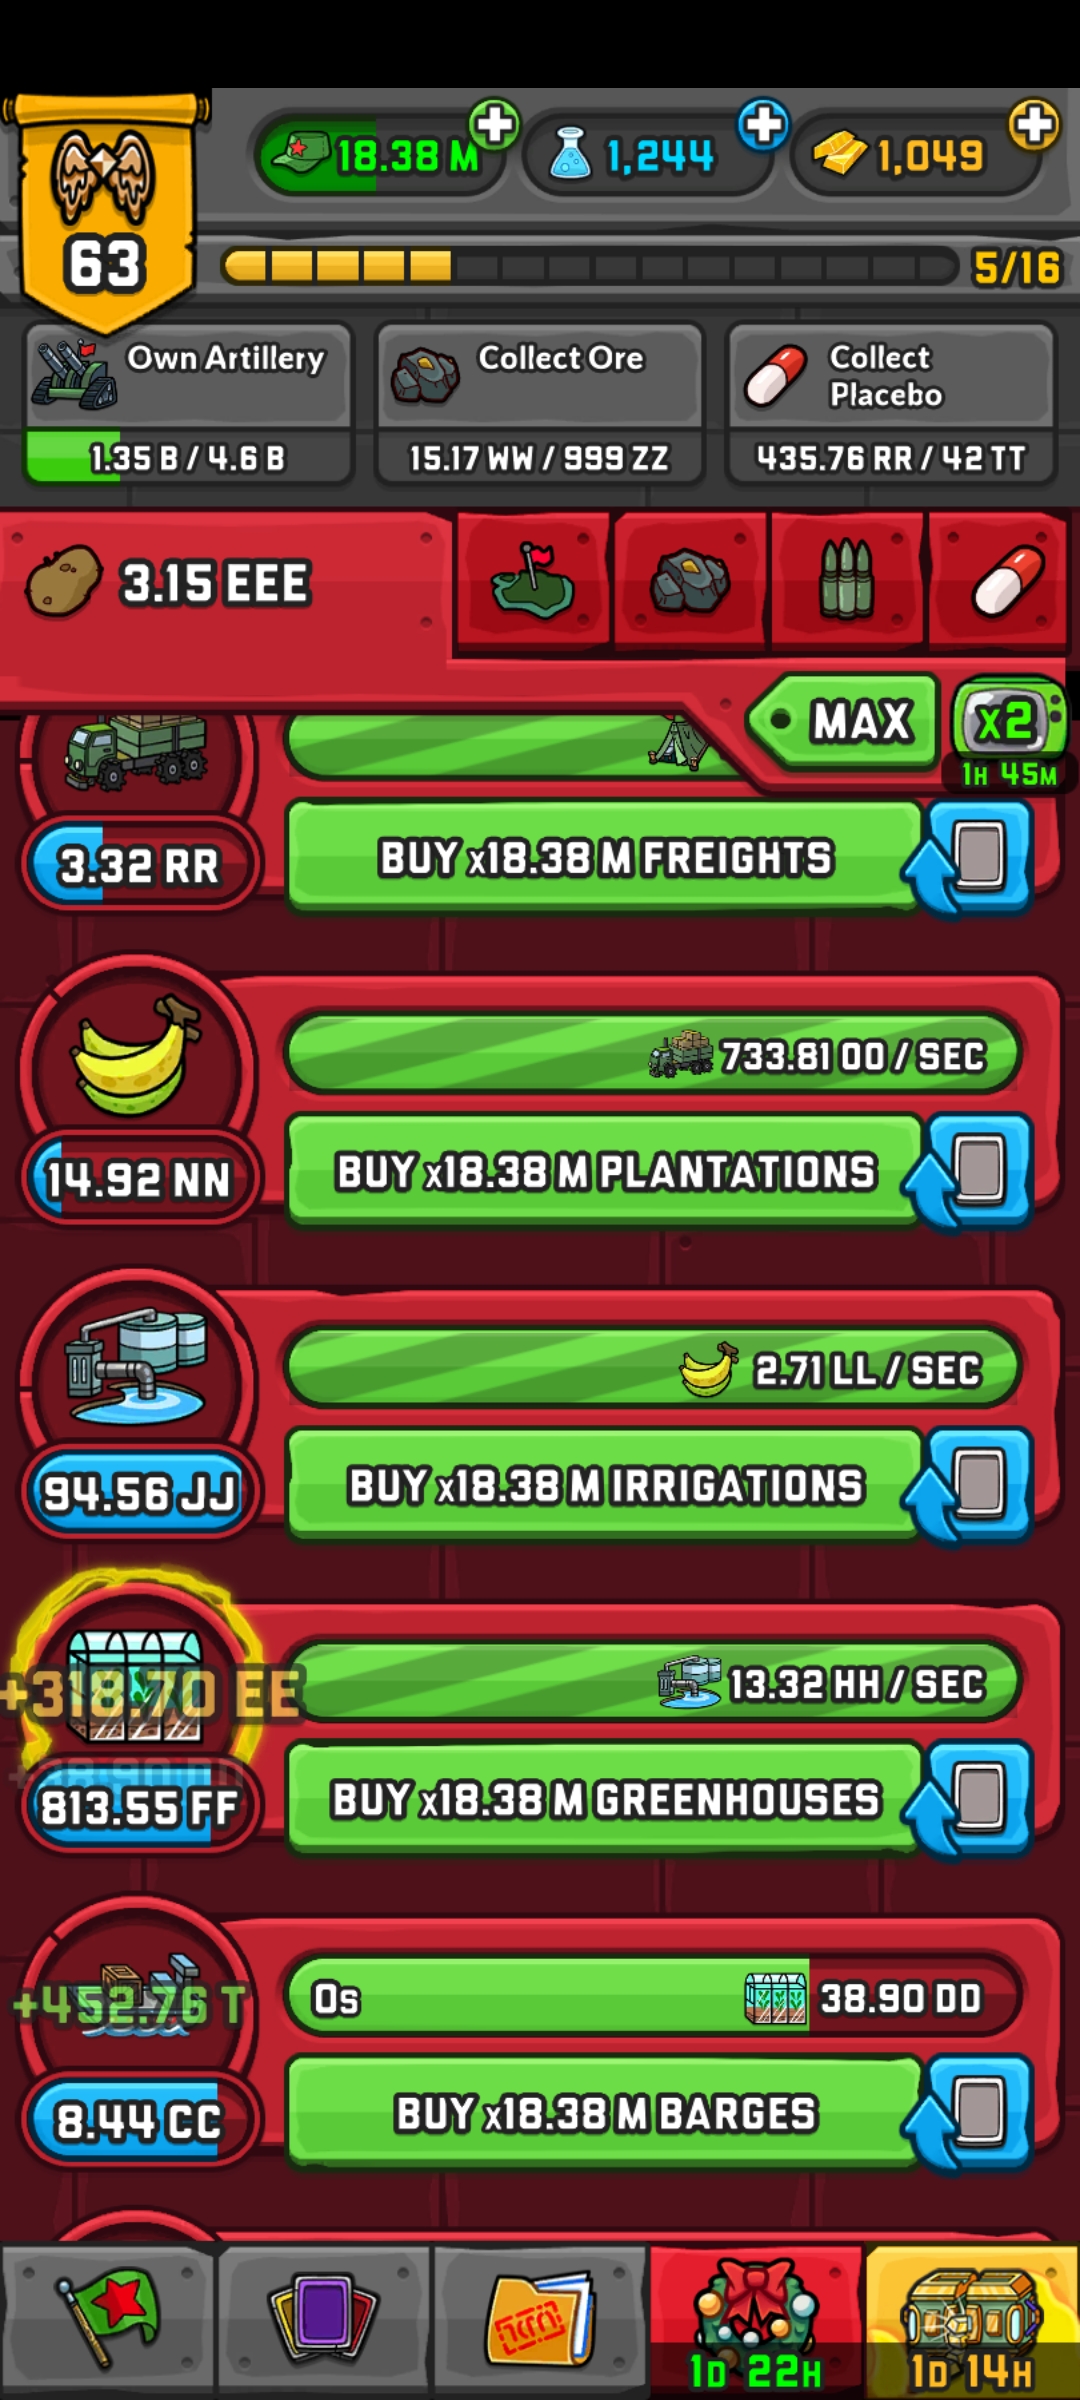 18.38 M
1,244
1,049
63
5/16
Own Artillery
1.35 B / 4.6 B
Collect Ore
15.17 WW / 999 ZZ
Collect
Placebo
435.76 RR / 42 TT
3.15 EEE
MAX
x2
1H 45M
3.32 RR
BUY x18.38 M FREIGHTS
733.81 OO / SEC
14.92 NN
BUY x18.38 M PLANTATIONS
2.71 LL / SEC
94.56 JJ
BUY x18.38 M IRRIGATIONS
+318.70 EE
13.32 HH / SEC
813.55 FF
BUY x18.38 M GREENHOUSES
+452.76 T
0s
38.90 DD
8.44 CC
BUY x18.38 M BARGES
1D 22H
1D 14H